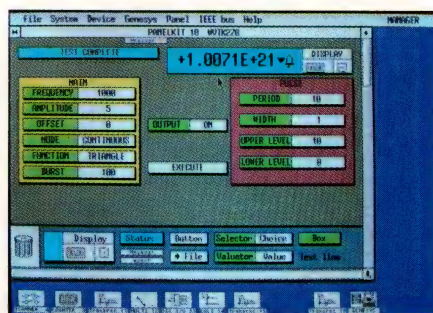 File System Device Genesys Panel IEEE bus Help
MANAGER
PANELKIT 10 WVTK278
TEST COMPLETE
+1.0071E+21
DISPLAY
MAIN
FREQUENCY 1000
AMPLITUDE 5
OFFSET 0
MODE CONTINUOUS
FUNCTION TRIANGLE
BURST 100
OUTPUT ON
EXECUTE
PULSE
PERIOD 10
WIDTH 1
UPPER LEVEL 10
LOWER LEVEL 0
Display
Status
Button
Selector Choice
Box
File
Valuator Value
Text line